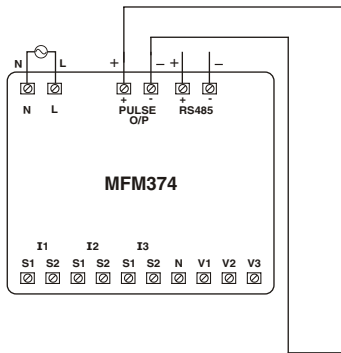 N L + – + –
+ - + -
N L PULSE RS485
O/P
MFM374
I1 I2 I3
S1 S2 S1 S2 S1 S2 N V1 V2 V3